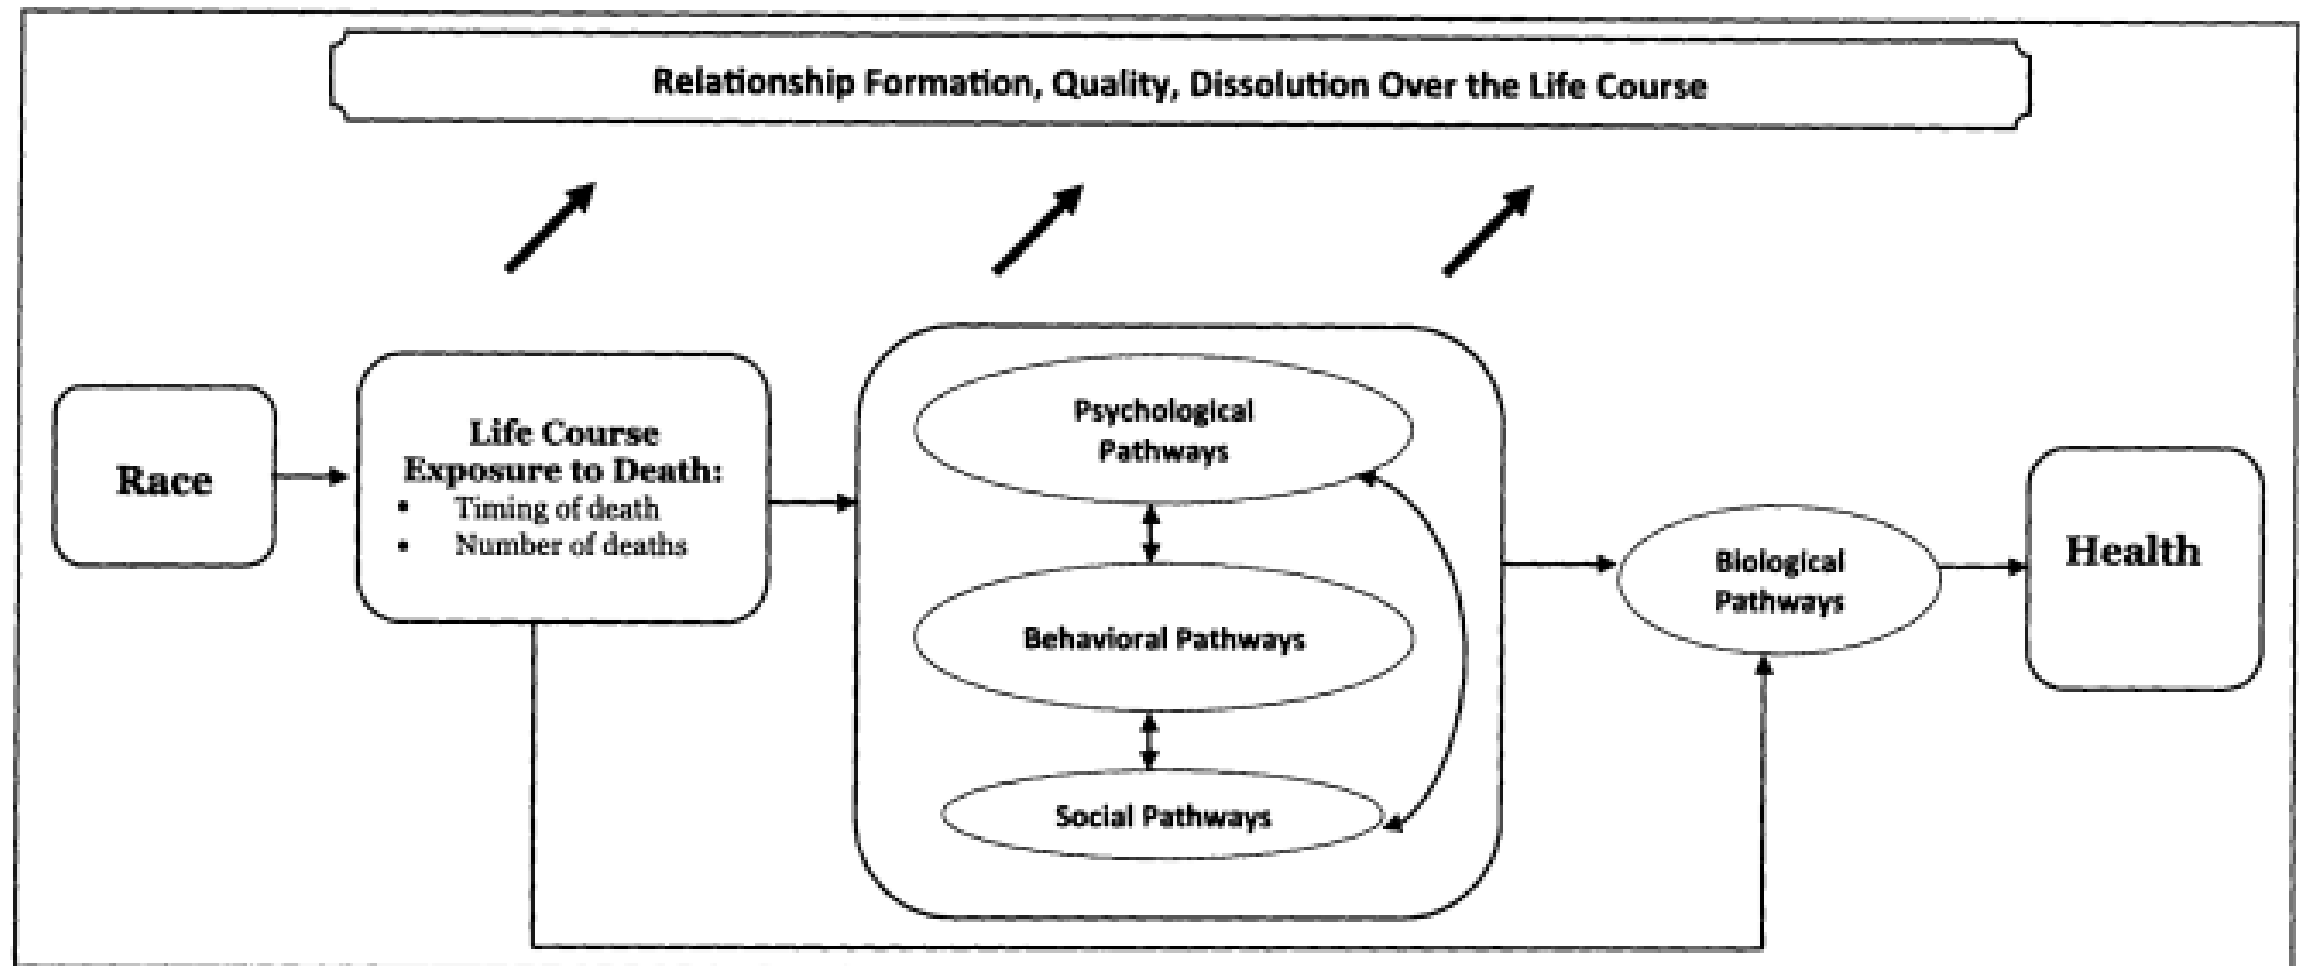 Relationship Formation, Quality, Dissolution Over the Life Course
Race
Life Course
Exposure to Death:
• Timing of death
• Number of deaths
Psychological
Pathways
Behavioral Pathways
Social Pathways
Biological
Pathways
Health